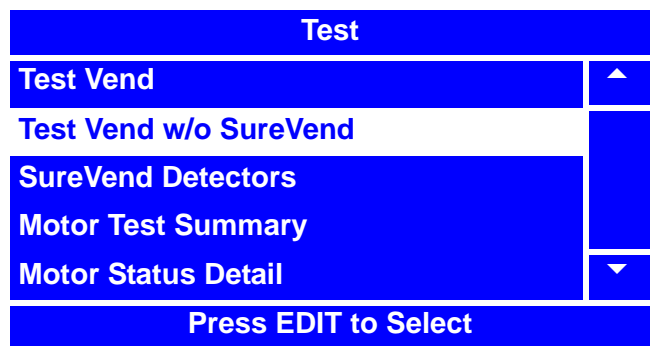 Test
Test Vend
Test Vend w/o SureVend
SureVend Detectors
Motor Test Summary
Motor Status Detail
Press EDIT to Select